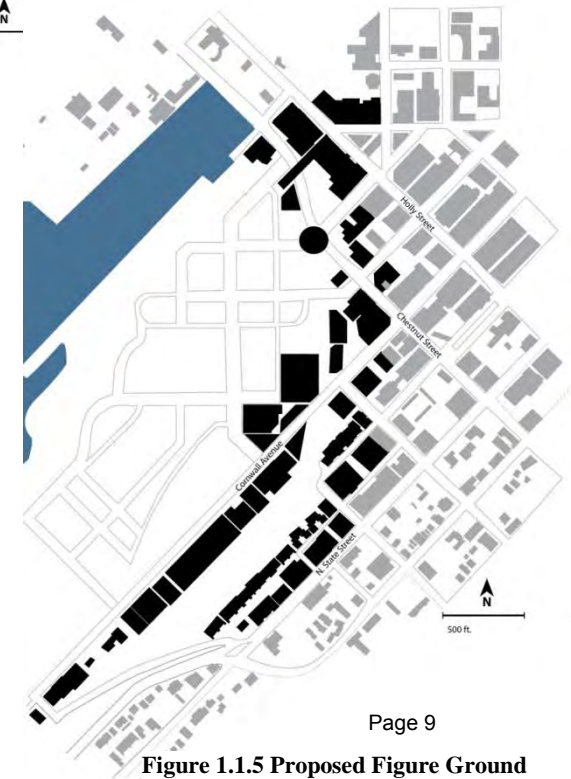 N
Holly Street
Chestnut Street
Cornwall Avenue
N. State Street
N
500 ft.
Page 9
Figure 1.1.5 Proposed Figure Ground